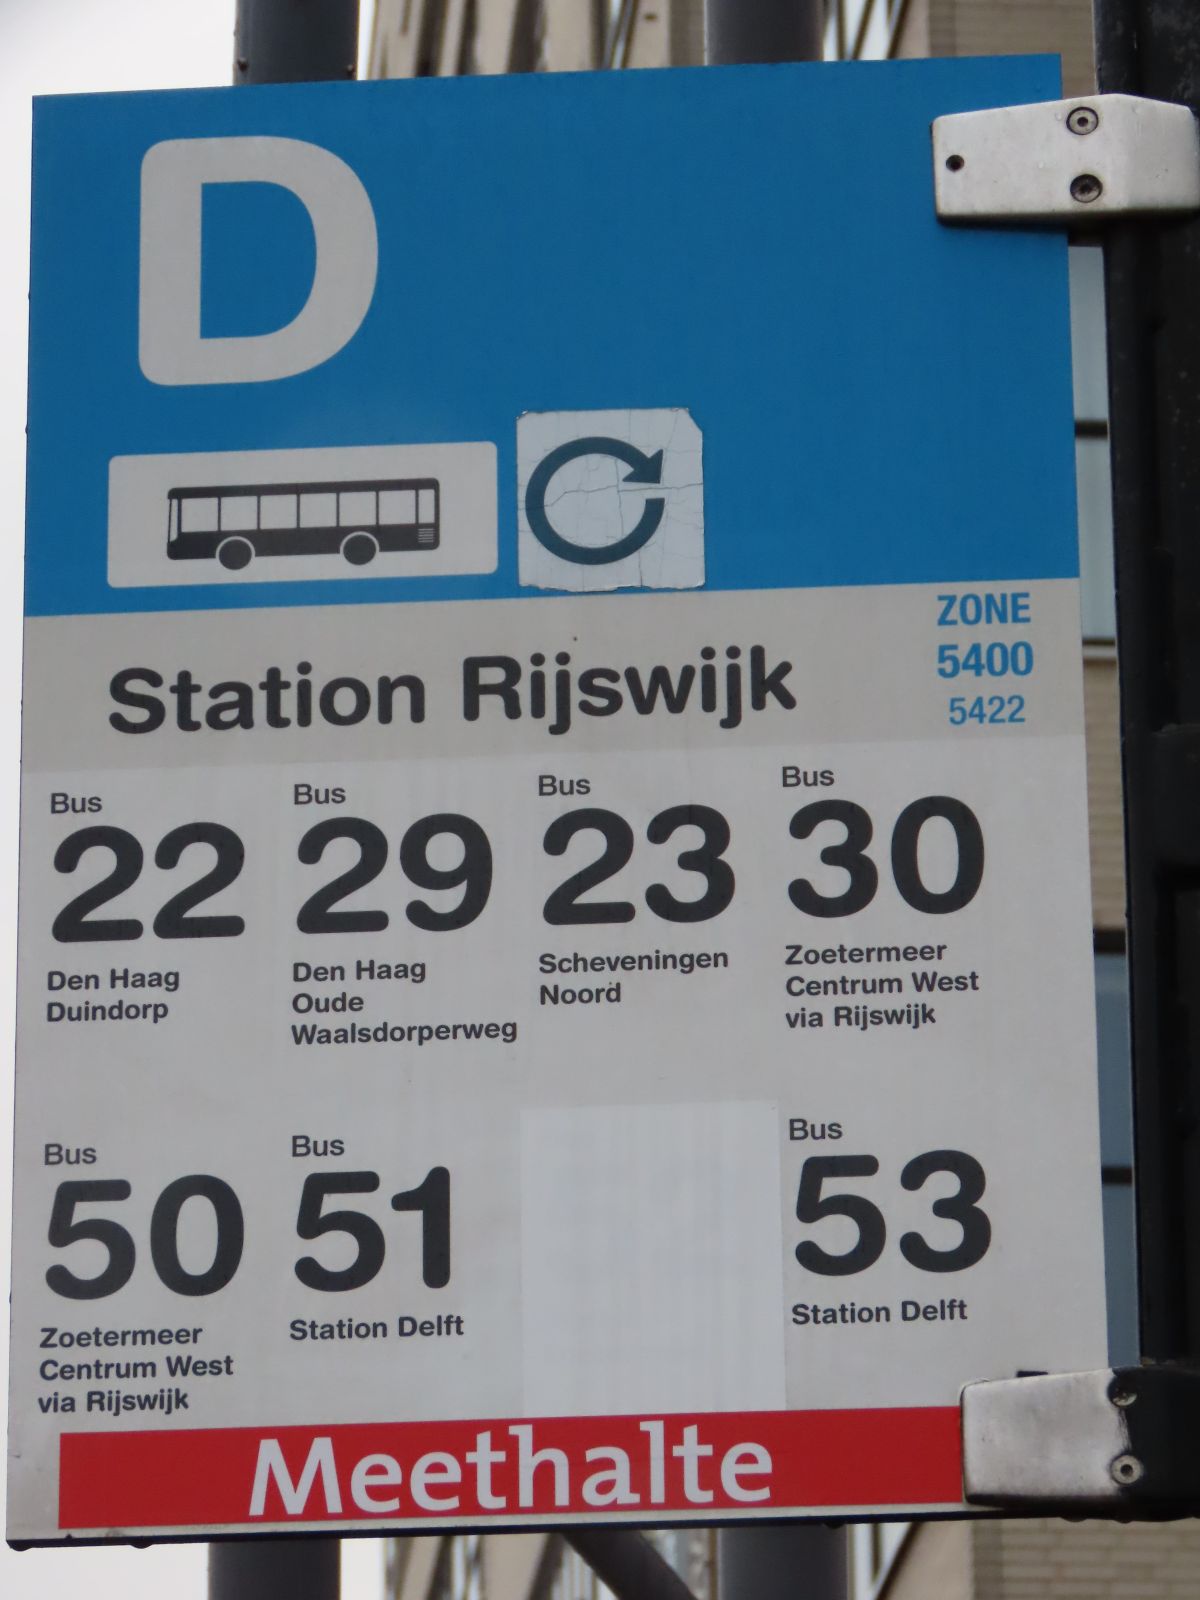 D
Station Rijswijk
ZONE
5400
5422
Bus
22
Den Haag
Duindorp
Bus
29
Den Haag
Oude
Waalsdorperweg
Bus
23
Scheveningen
Noord
Bus
30
Zoetermeer
Centrum West
via Rijswijk
Bus
50
Zoetermeer
Centrum West
via Rijswijk
Bus
51
Station Delft
Bus
53
Station Delft
Meethalte